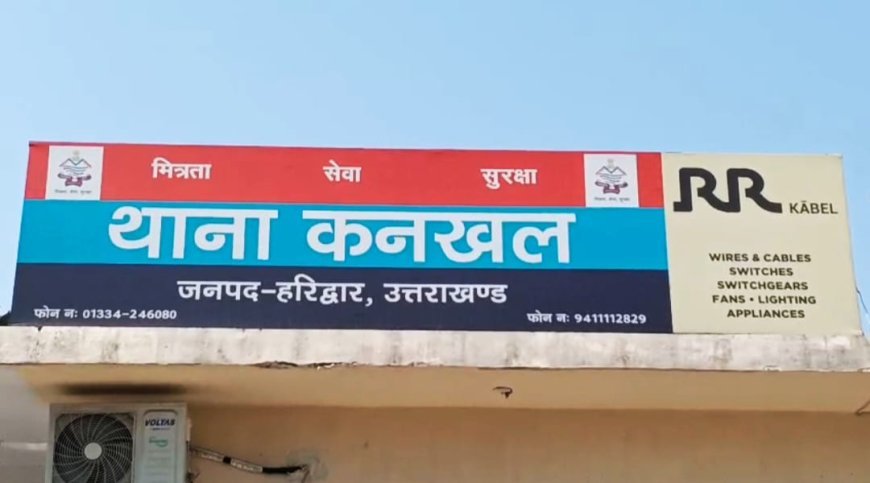 मित्रता सेवा सुरक्षा
थाना कनखल
जनपद-हरिद्वार, उत्तराखण्ड
फोन नः 01334-246080 फोन नः 9411112829
RR KĀBEL
WIRES & CABLES
SWITCHES
SWITCHGEARS
FANS • LIGHTING
APPLIANCES
VOLTAS